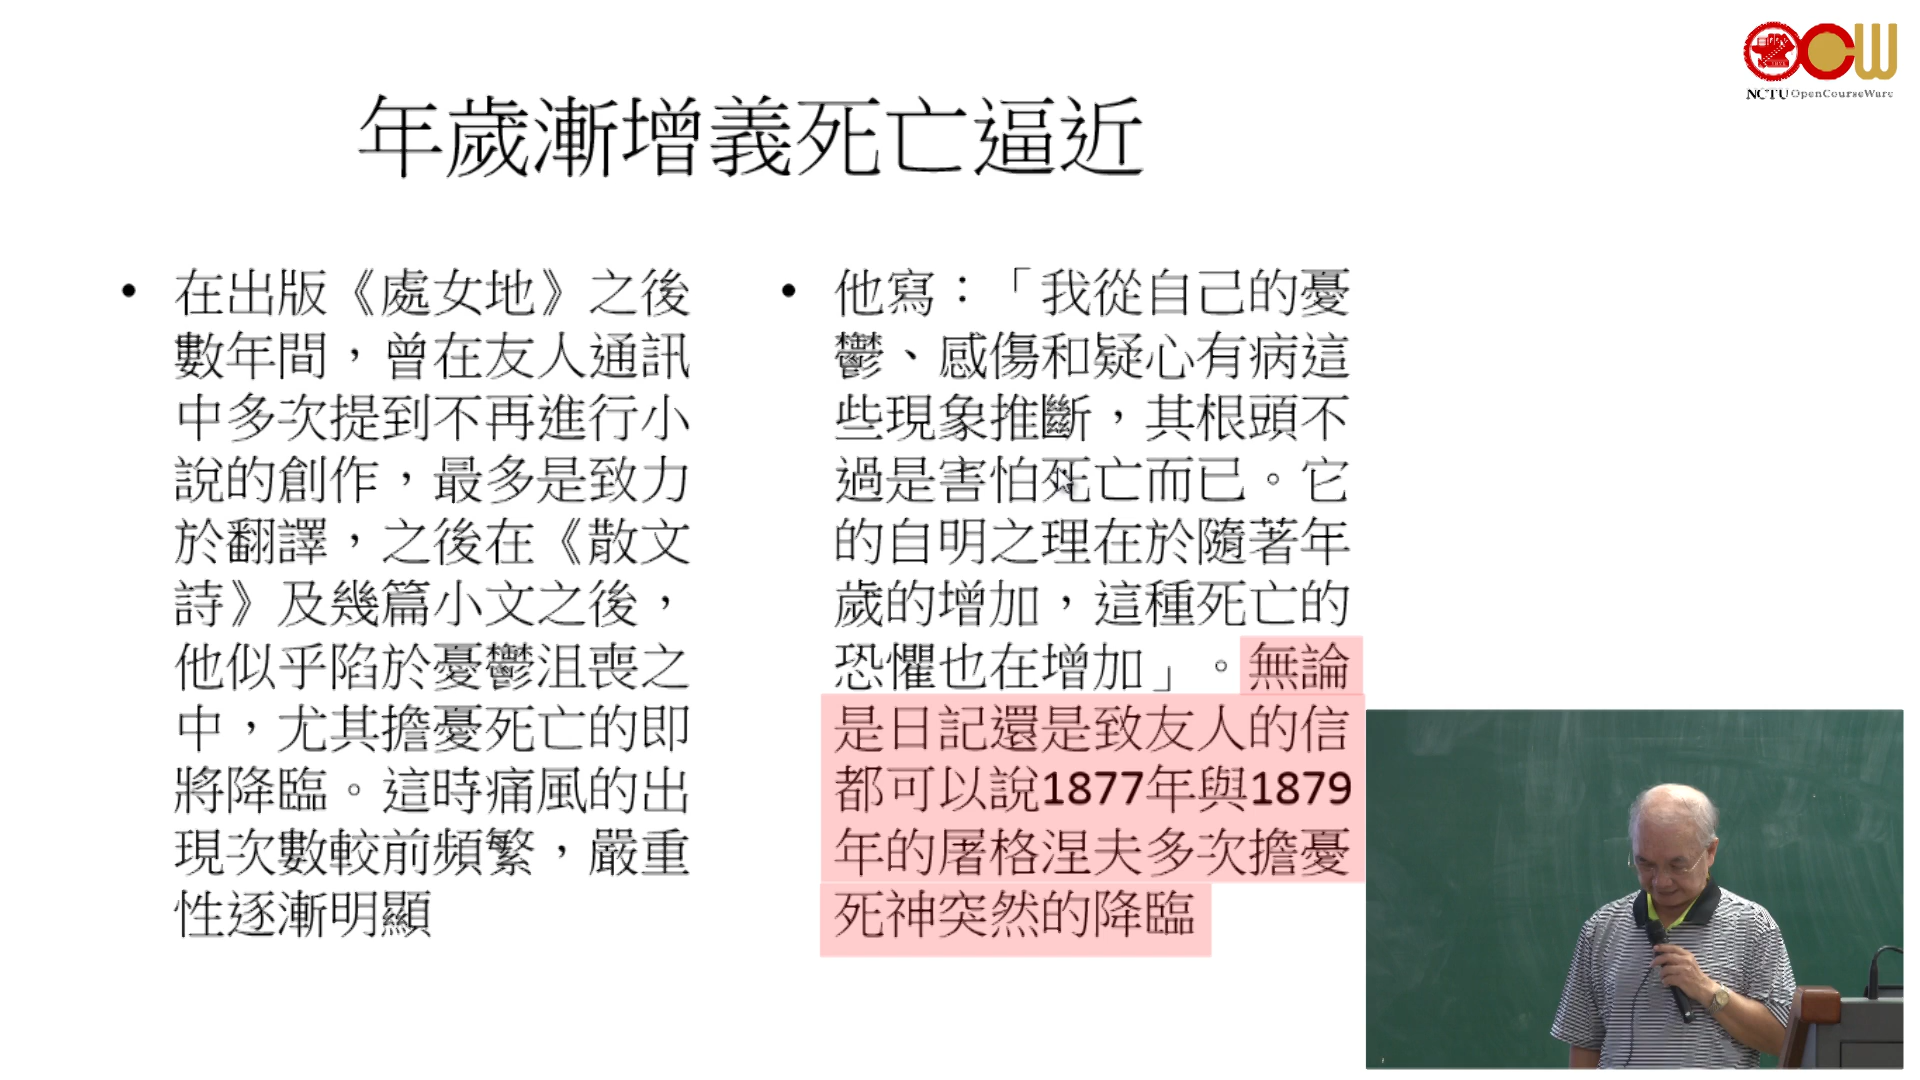 NCTU OpenCourseWare
年歲漸增義死亡逼近
• 在出版《處女地》之後
數年間，曾在友人通訊
中多次提到不再進行小
說的創作，最多是致力
於翻譯，之後在《散文
詩》及幾篇小文之後，
他似乎陷於憂鬱沮喪之
中，尤其擔憂死亡的即
將降臨。這時痛風的出
現次數較前頻繁，嚴重
性逐漸明顯
• 他寫：「我從自己的憂
鬱、感傷和疑心有病這
些現象推斷，其根頭不
過是害怕死亡而已。它
的自明之理在於隨著年
歲的增加，這種死亡的
恐懼也在增加」。無論
是日記還是致友人的信
都可以說1877年與1879
年的屠格涅夫多次擔憂
死神突然的降臨